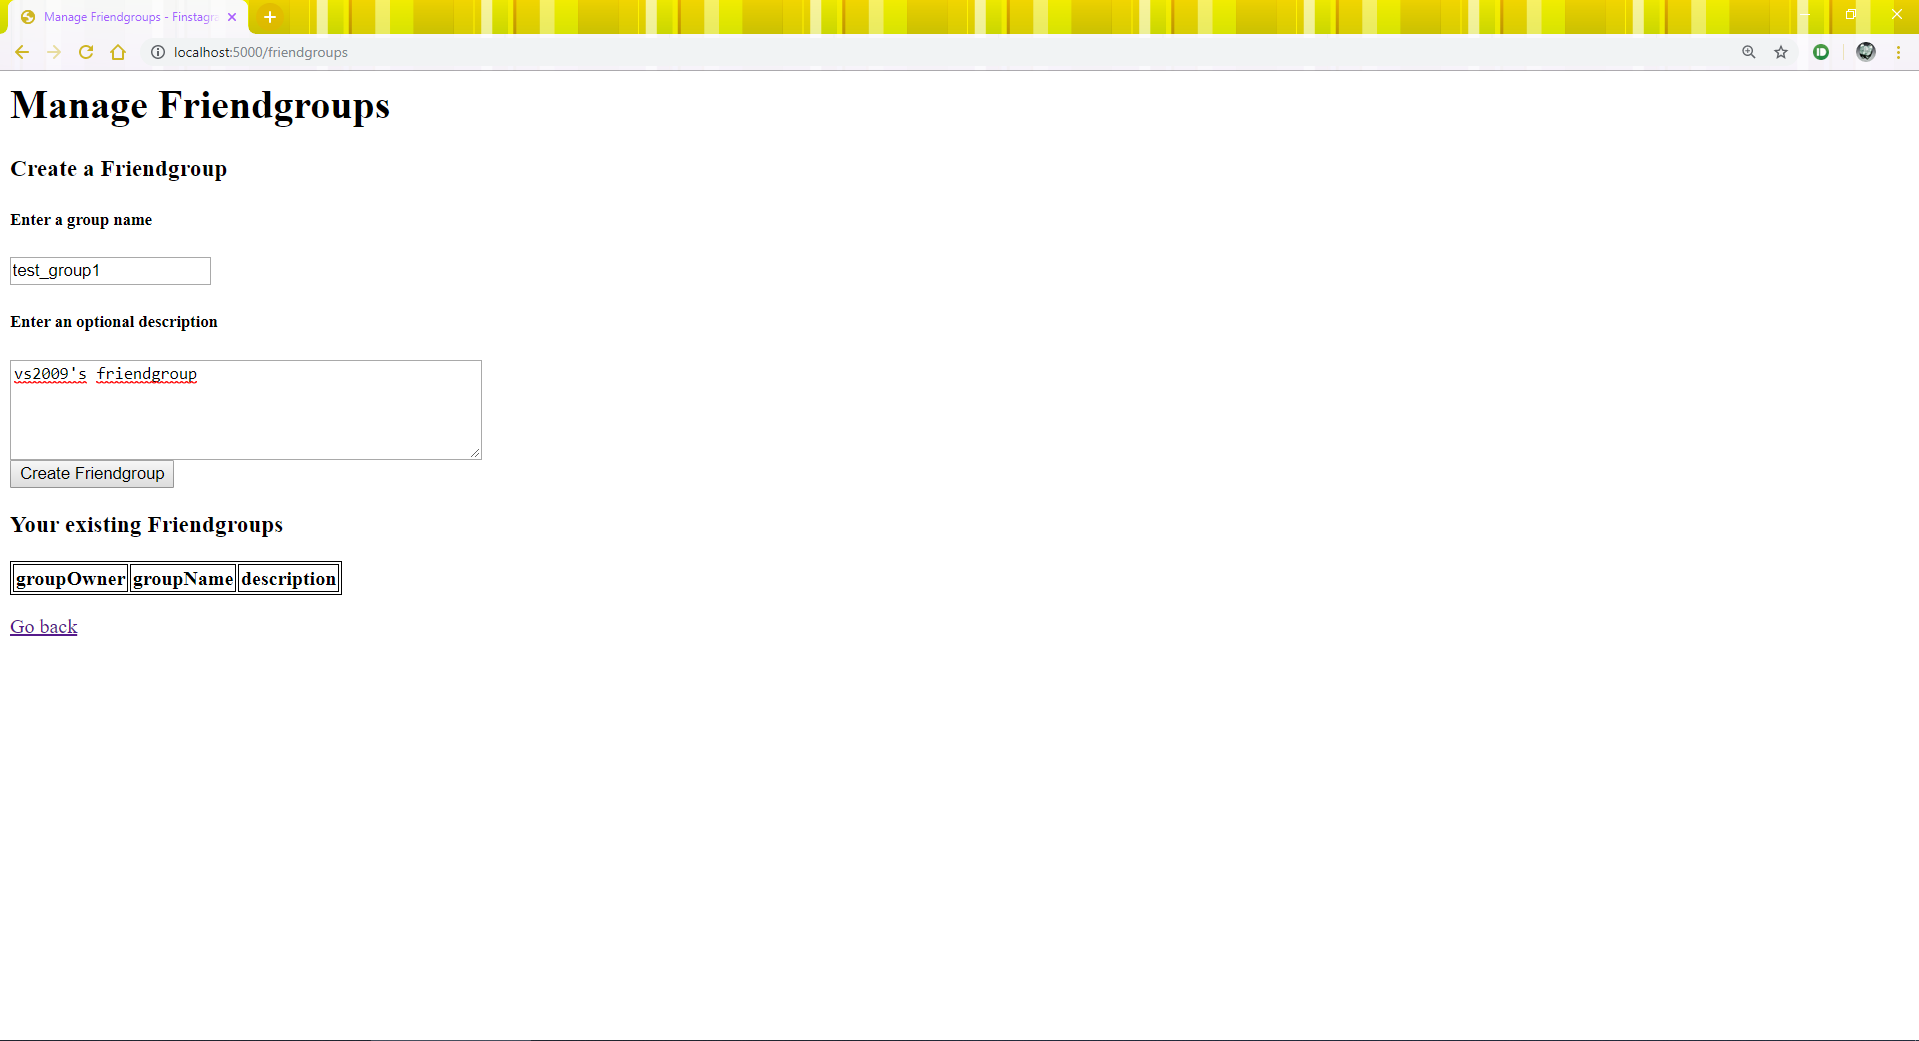 Manage Friendgroups - Finstagra
localhost:5000/friendgroups
Manage Friendgroups
Create a Friendgroup
Enter a group name
test_group1
Enter an optional description
vs2009's friendgroup
Create Friendgroup
Your existing Friendgroups
groupOwner groupName description
Go back